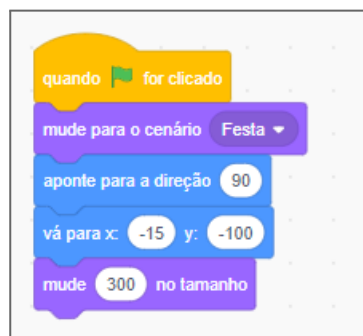 quando for clicado
mude para o cenário Festa
aponte para a direção 90
vá para x: -15 y: -100
mude 300 no tamanho